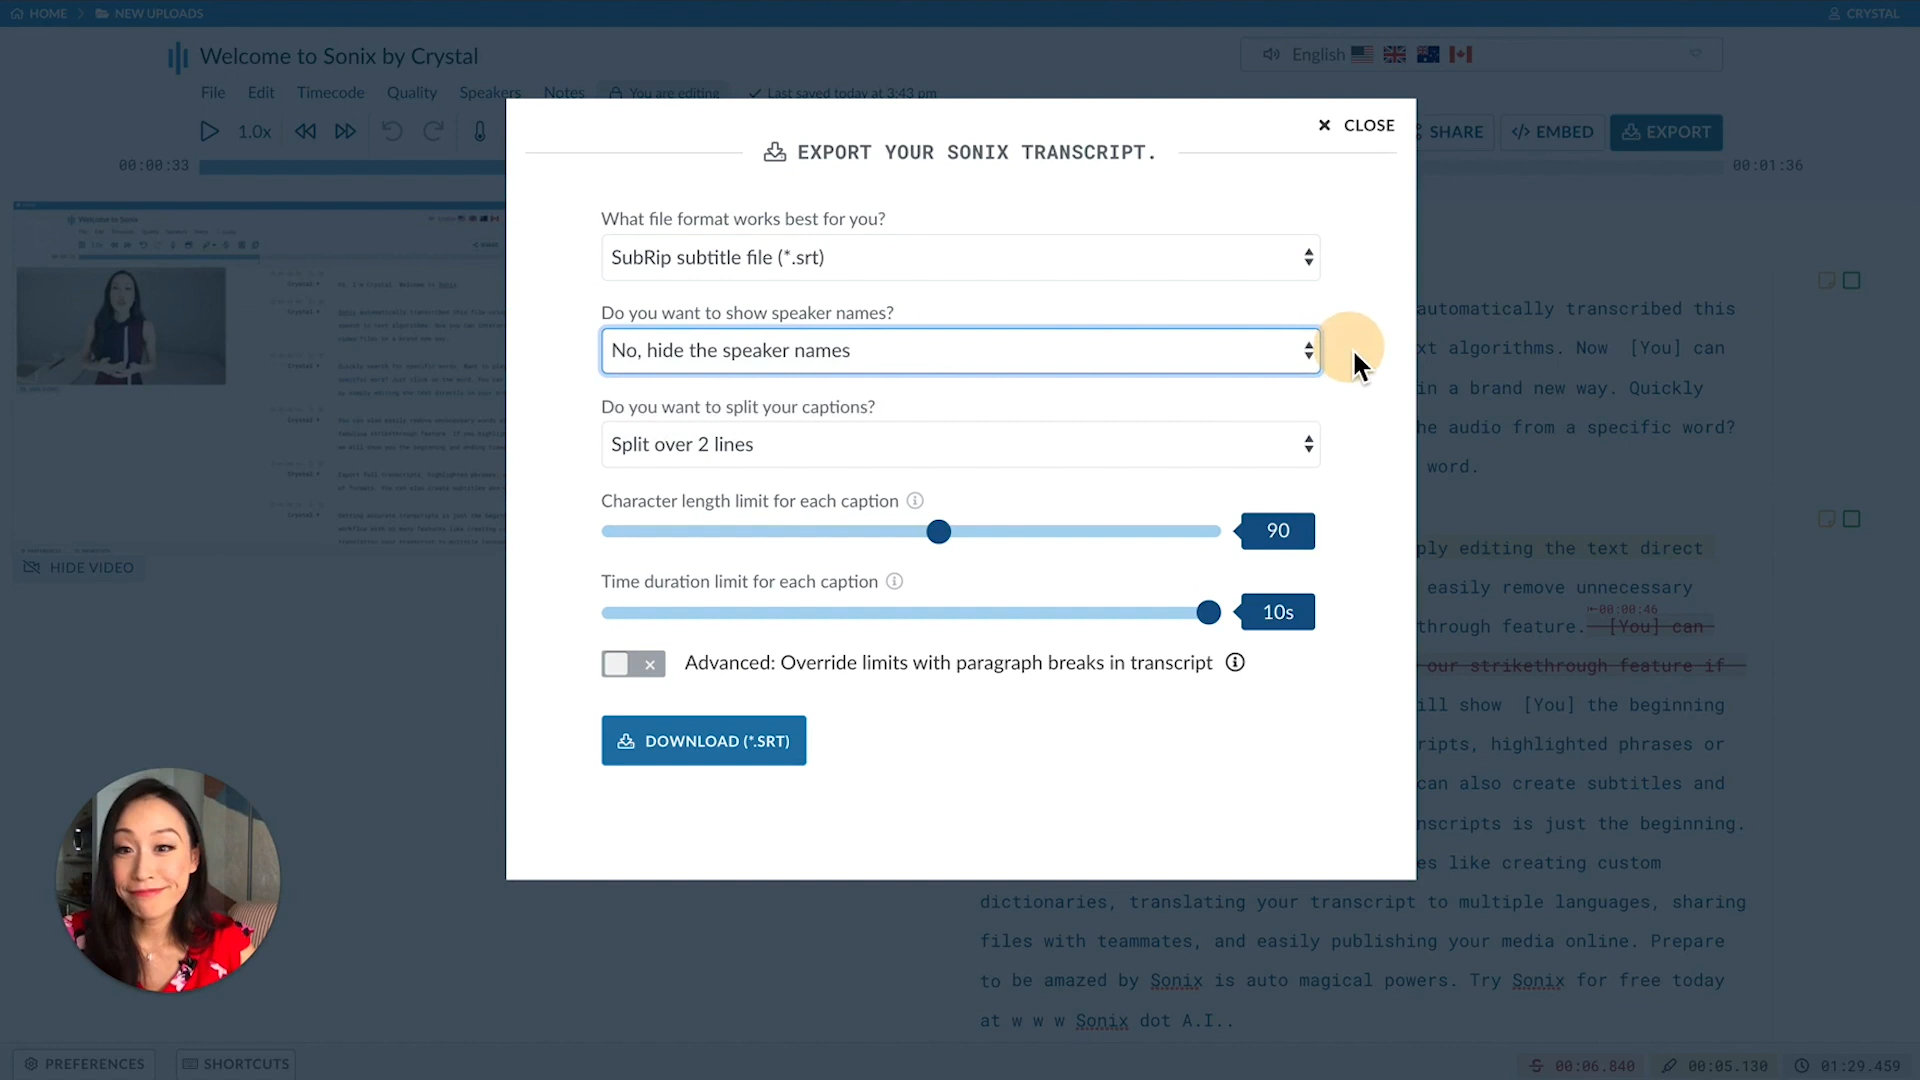 HOME
NEW UPLOADS
CRYSTAL
Welcome to Sonix by Crystal
English
File Edit Timecode Quality Speakers Notes You are editing Last saved today at 3:43 pm
1.0x
SHARE
</> EMBED
EXPORT
00:00:33
00:01:36
Welcome to Sonix
HIDE VIDEO
CLOSE
EXPORT YOUR SONIX TRANSCRIPT.
What file format works best for you?
SubRip subtitle file (*.srt)
Do you want to show speaker names?
No, hide the speaker names
Do you want to split your captions?
Split over 2 lines
Character length limit for each caption
90
Time duration limit for each caption
10s
Advanced: Override limits with paragraph breaks in transcript
DOWNLOAD (*.SRT)
automatically transcribed this
xt algorithms. Now [You] can
in a brand new way. Quickly
he audio from a specific word?
word.
ply editing the text direct
easily remove unnecessary
00:00:46
through feature. [You] can
our strikethrough feature if
ill show [You] the beginning
ripts, highlighted phrases or
can also create subtitles and
nscripts is just the beginning.
es like creating custom
dictionaries, translating your transcript to multiple languages, sharing
files with teammates, and easily publishing your media online. Prepare
to be amazed by Sonix is auto magical powers. Try Sonix for free today
at w w w Sonix dot A.I..
PREFERENCES
SHORTCUTS
00:06.840
00:05.130
01:29.459